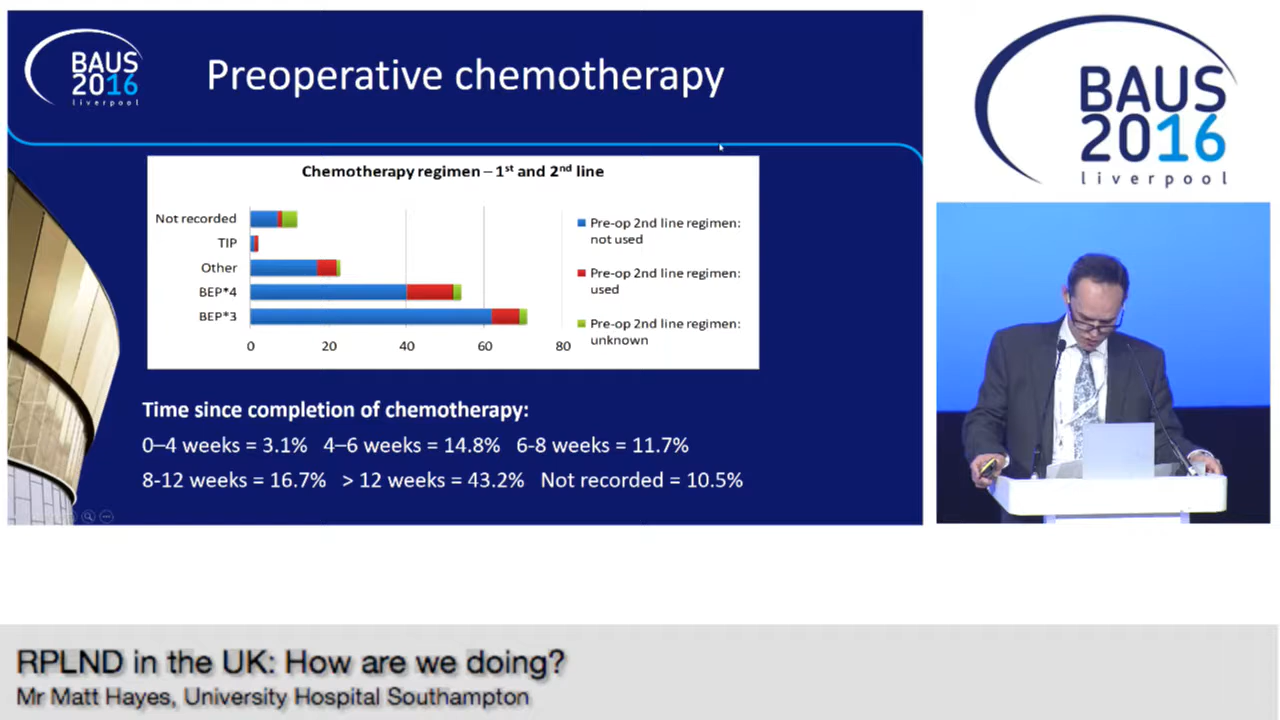 BAUS
2016
liverpool
Preoperative chemotherapy
Chemotherapy regimen – 1st and 2nd line
Not recorded
TIP
Other
BEP*4
BEP*3
0 20 40 60 80
Pre-op 2nd line regimen:
not used
Pre-op 2nd line regimen:
used
Pre-op 2nd line regimen:
unknown
Time since completion of chemotherapy:
0–4 weeks = 3.1% 4–6 weeks = 14.8% 6-8 weeks = 11.7%
8-12 weeks = 16.7% > 12 weeks = 43.2% Not recorded = 10.5%
BAUS
2016
liverpool
RPLND in the UK: How are we doing?
Mr Matt Hayes, University Hospital Southampton